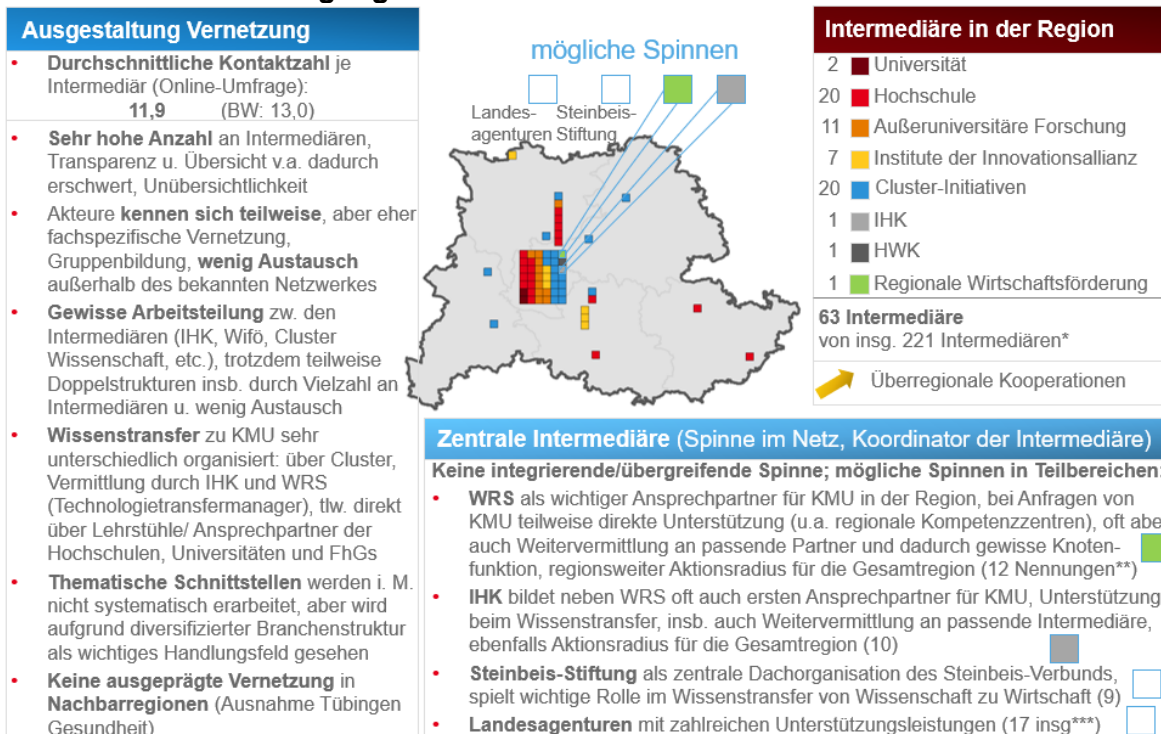 Ausgestaltung Vernetzung
• Durchschnittliche Kontaktzahl je
Intermediär (Online-Umfrage):
11,9 (BW: 13,0)
• Sehr hohe Anzahl an Intermediären,
Transparenz u. Übersicht v.a. dadurch
erschwert, Unübersichtlichkeit
• Akteure kennen sich teilweise, aber eher
fachspezifische Vernetzung,
Gruppenbildung, wenig Austausch
außerhalb des bekannten Netzwerkes
• Gewisse Arbeitsteilung zw. den
Intermediären (IHK, Wifö, Cluster
Wissenschaft, etc.), trotzdem teilweise
Doppelstrukturen insb. durch Vielzahl an
Intermediären u. wenig Austausch
• Wissenstransfer zu KMU sehr
unterschiedlich organisiert: über Cluster,
Vermittlung durch IHK und WRS
(Technologietransfermanager), tlw. direkt
über Lehrstühle/ Ansprechpartner der
Hochschulen, Universitäten und FhGs
• Thematische Schnittstellen werden i. M.
nicht systematisch erarbeitet, aber wird
aufgrund diversifizierter Branchenstruktur
als wichtiges Handlungsfeld gesehen
• Keine ausgeprägte Vernetzung in
Nachbarregionen (Ausnahme Tübingen
Gesundheit)
mögliche Spinnen
Landes-
agenturen
Steinbeis-
Stiftung
Intermediäre in der Region
2 Universität
20 Hochschule
11 Außeruniversitäre Forschung
7 Institute der Innovationsallianz
20 Cluster-Initiativen
1 IHK
1 HWK
1 Regionale Wirtschaftsförderung
63 Intermediäre
von insg. 221 Intermediären*
Überregionale Kooperationen
Zentrale Intermediäre (Spinne im Netz, Koordinator der Intermediäre)
Keine integrierende/übergreifende Spinne; mögliche Spinnen in Teilbereichen:
• WRS als wichtiger Ansprechpartner für KMU in der Region, bei Anfragen von
KMU teilweise direkte Unterstützung (u.a. regionale Kompetenzzentren), oft abe
auch Weitervermittlung an passende Partner und dadurch gewisse Knoten-
funktion, regionsweiter Aktionsradius für die Gesamtregion (12 Nennungen**)
• IHK bildet neben WRS oft auch ersten Ansprechpartner für KMU, Unterstützung
beim Wissenstransfer, insb. auch Weitervermittlung an passende Intermediäre,
ebenfalls Aktionsradius für die Gesamtregion (10)
• Steinbeis-Stiftung als zentrale Dachorganisation des Steinbeis-Verbunds,
spielt wichtige Rolle im Wissenstransfer von Wissenschaft zu Wirtschaft (9)
• Landesagenturen mit zahlreichen Unterstützungsleistungen (17 insg***)